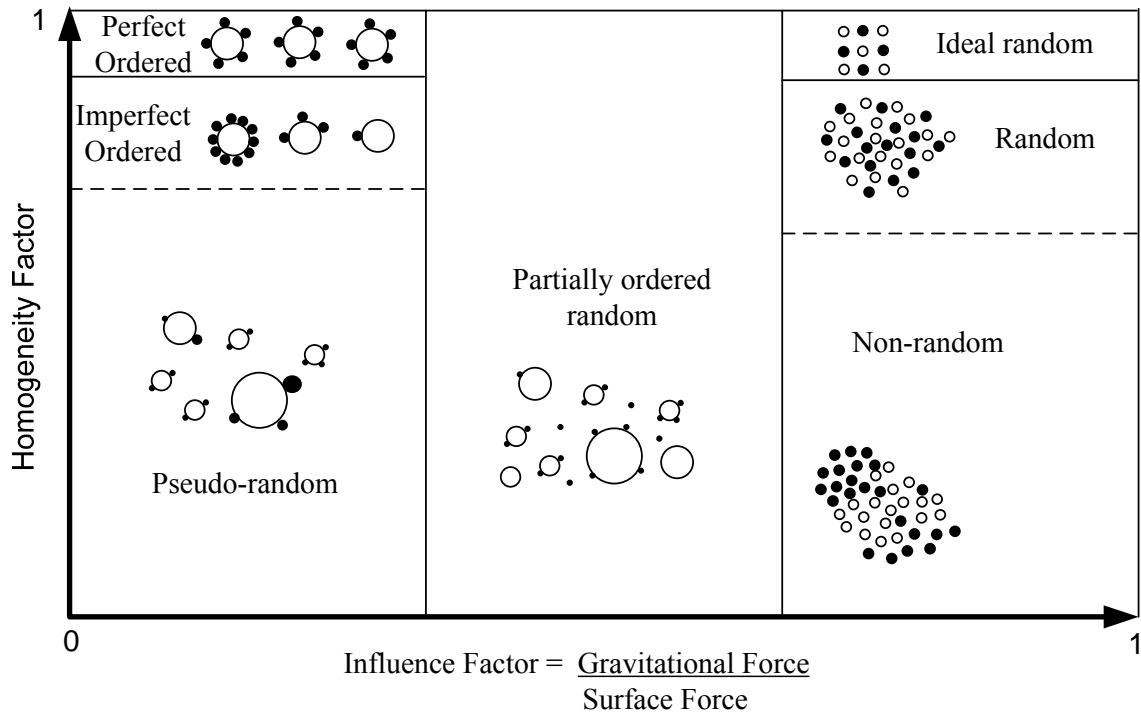 1
Perfect
Ordered
Ideal random
Imperfect
Ordered
Random
Homogeneity Factor
Partially ordered
random
Non-random
Pseudo-random
0
1
Influence Factor = Gravitational Force
Surface Force